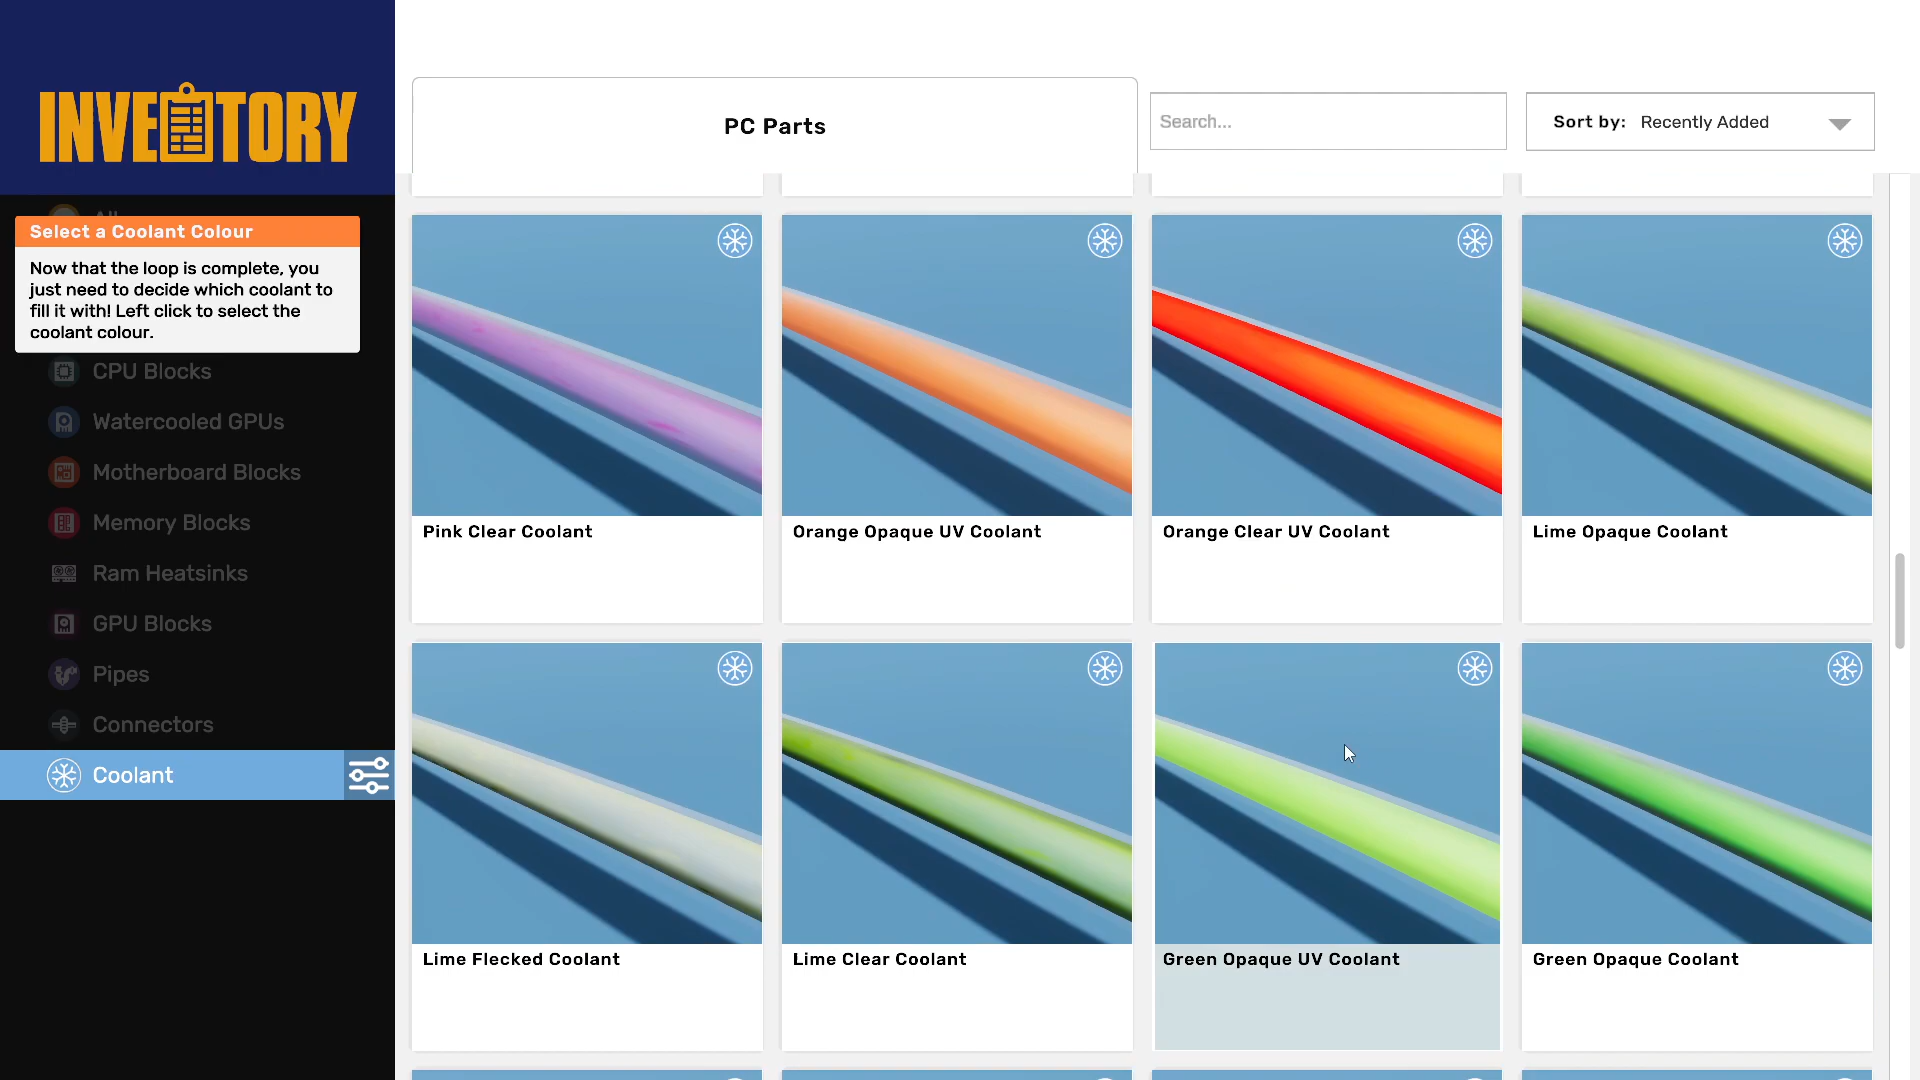 INVENTORY
PC Parts
Search...
Sort by: Recently Added
All
Select a Coolant Colour
Now that the loop is complete, you
just need to decide which coolant to
fill it with! Left click to select the
coolant colour.
CPU Blocks
Watercooled GPUs
Motherboard Blocks
Memory Blocks
Ram Heatsinks
GPU Blocks
Pipes
Connectors
Coolant
Pink Clear Coolant
Orange Opaque UV Coolant
Orange Clear UV Coolant
Lime Opaque Coolant
Lime Flecked Coolant
Lime Clear Coolant
Green Opaque UV Coolant
Green Opaque Coolant